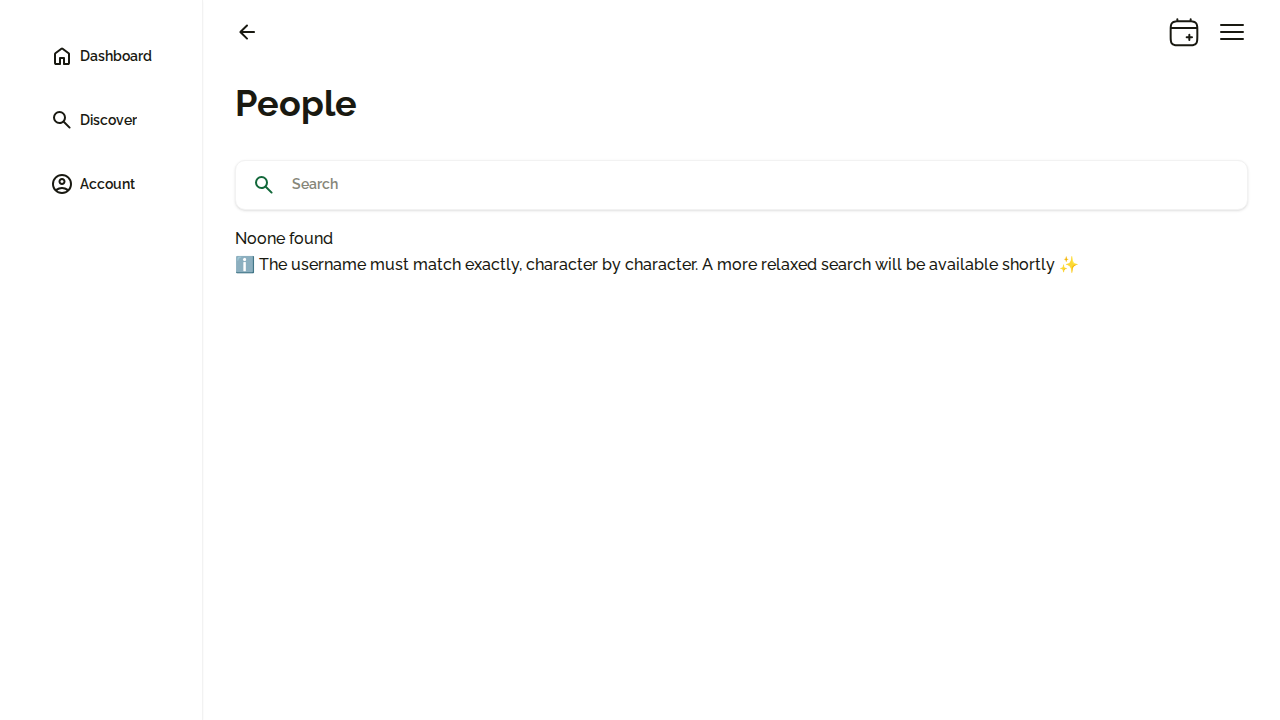 Dashboard
Discover
Account
People
Search
Noone found
ℹ️ The username must match exactly, character by character. A more relaxed search will be available shortly ✨